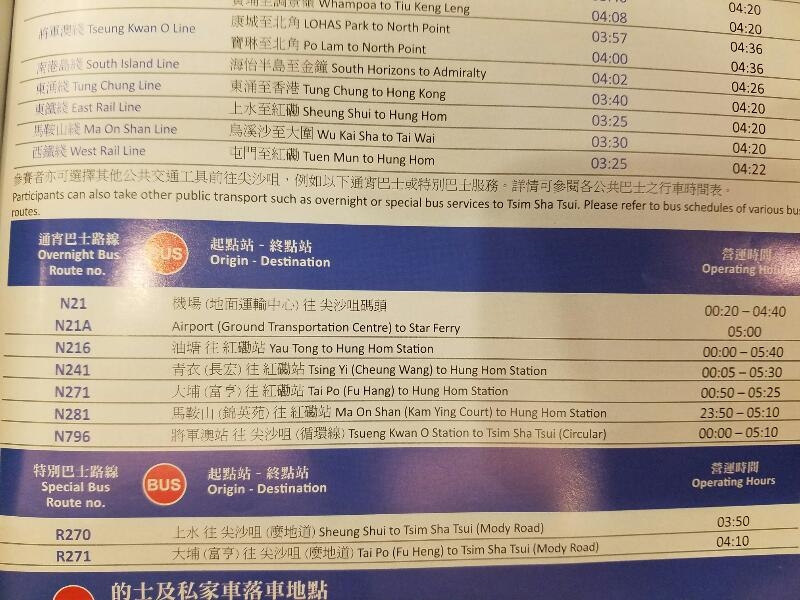 黃埔至調景嶺 Whampoa to Tiu Keng Leng 04:20
將軍澳綫 Tseung Kwan O Line 康城至北角 LOHAS Park to North Point 04:08 04:20
寶琳至北角 Po Lam to North Point 03:57 04:36
南港島綫 South Island Line 海怡半島至金鐘 South Horizons to Admiralty 04:04 04:36
東涌綫 Tung Chung Line 東涌至香港 Tung Chung to Hong Kong 04:02 04:26
東鐵綫 East Rail Line 上水至紅磡 Sheung Shui to Hung Hom 03:40 04:20
馬鞍山綫 Ma On Shan Line 烏溪沙至大圍 Wu Kai Sha to Tai Wai 03:25 04:20
西鐵綫 West Rail Line 屯門至紅磡 Tuen Mun to Hung Hom 03:30 04:20
03:25 04:22
參賽者亦可選擇其他公共交通工具前往尖沙咀，例如以下通宵巴士或特別巴士服務。詳情可參閱各公共巴士之行車時間表。
Participants can also take other public transport such as overnight or special bus services to Tsim Sha Tsui. Please refer to bus schedules of various bus
routes.
通宵巴士路線
Overnight Bus
Route no.
BUS
起點站 - 終點站
Origin - Destination
營運時間
Operating Hours
N21 機場 (地面運輸中心) 往 尖沙咀碼頭 00:20 – 04:40
N21A Airport (Ground Transportation Centre) to Star Ferry 05:00
N216 油塘 往 紅磡站 Yau Tong to Hung Hom Station 00:00 – 05:40
N241 青衣 (長宏) 往 紅磡站 Tsing Yi (Cheung Wang) to Hung Hom Station 00:05 – 05:30
N271 大埔 (富亨) 往 紅磡站 Tai Po (Fu Hang) to Hung Hom Station 00:50 – 05:25
N281 馬鞍山 (錦英苑) 往 紅磡站 Ma On Shan (Kam Ying Court) to Hung Hom Station 23:50 – 05:10
N796 將軍澳站 往 尖沙咀 (循環線) Tsueng Kwan O Station to Tsim Sha Tsui (Circular) 00:00 – 05:10
特別巴士路線
Special Bus
Route no.
BUS
起點站 - 終點站
Origin - Destination
營運時間
Operating Hours
R270 上水 往 尖沙咀 (麼地道) Sheung Shui to Tsim Sha Tsui (Mody Road) 03:50
R271 大埔 (富亨) 往 尖沙咀 (麼地道) Tai Po (Fu Heng) to Tsim Sha Tsui (Mody Road) 04:10
的士及私家車落車地點